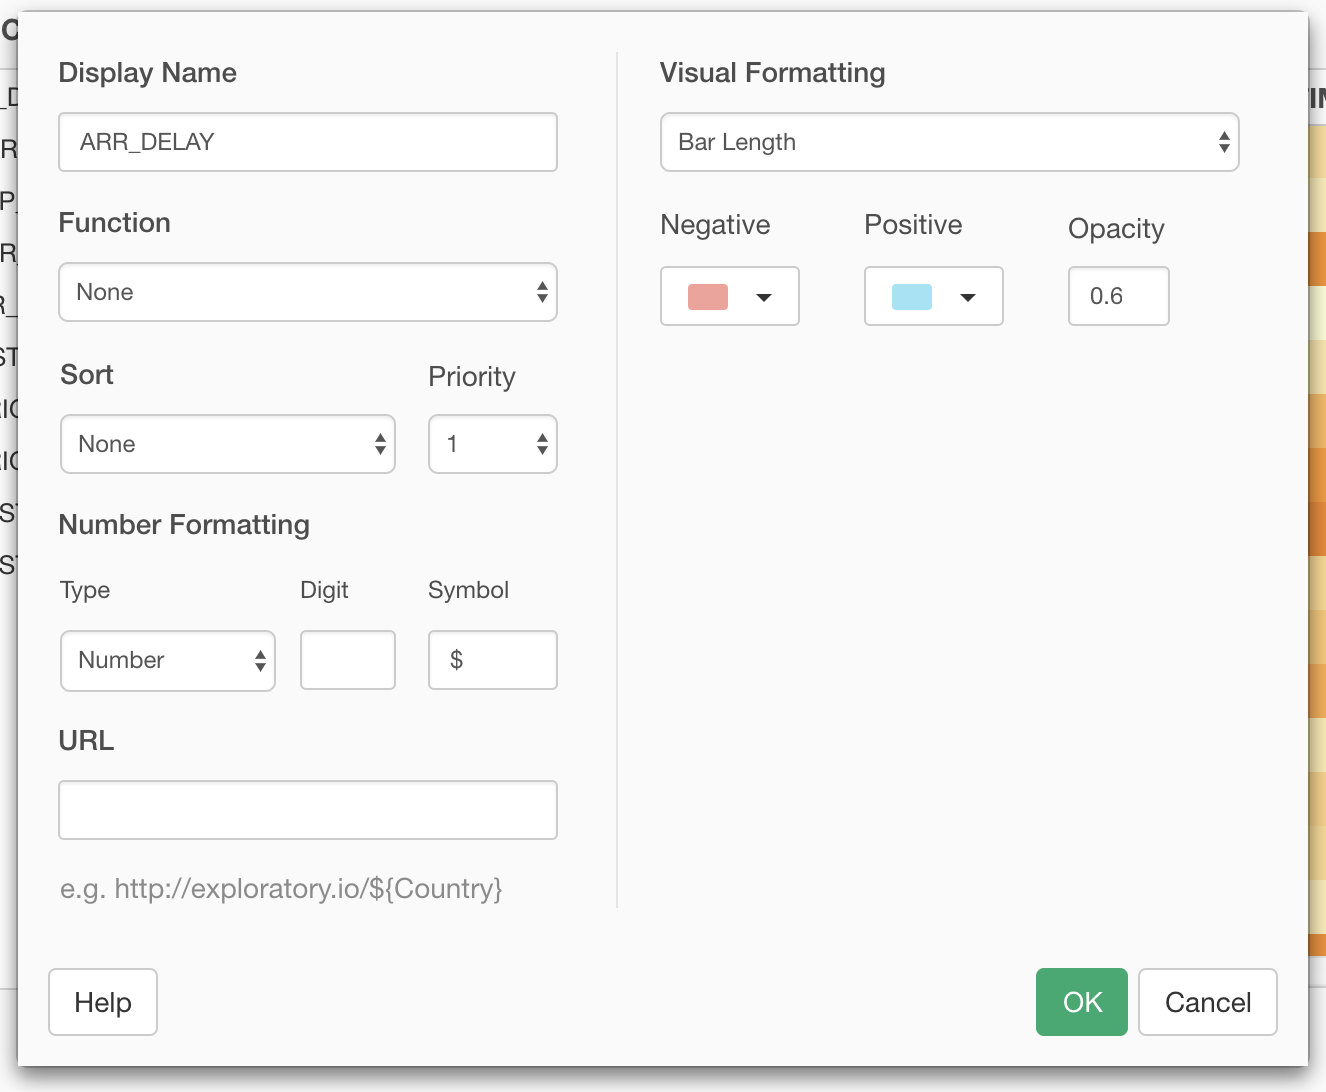 Display Name
ARR_DELAY
Function
None
Sort
Priority
None
1
Number Formatting
Type
Digit
Symbol
Number
$
URL
e.g. http://exploratory.io/${Country}
Visual Formatting
Bar Length
Negative
Positive
Opacity
0.6
Help
OK
Cancel